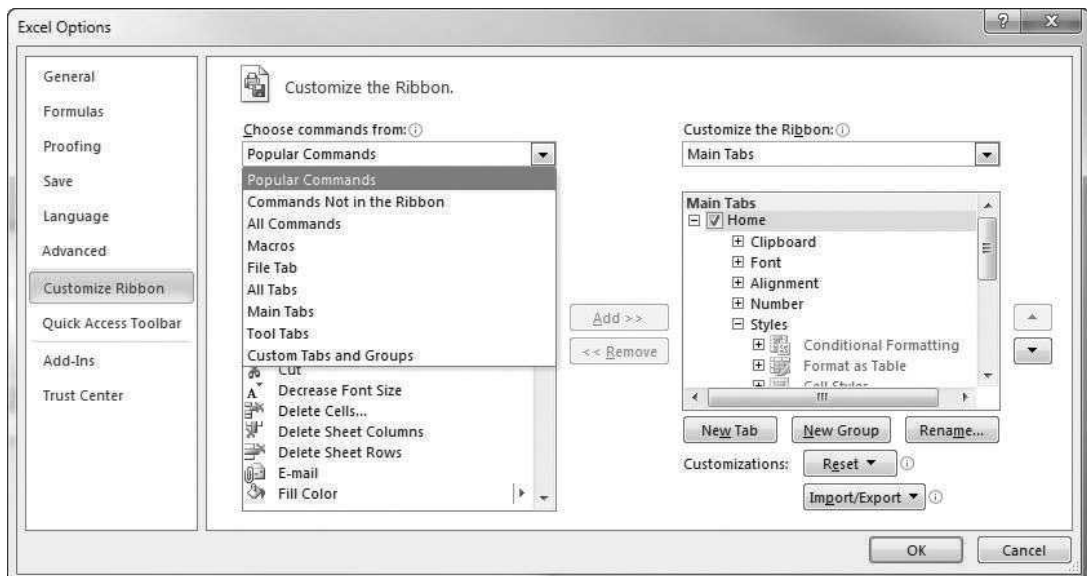 Excel Options
General
Formulas
Proofing
Save
Language
Advanced
Customize Ribbon
Quick Access Toolbar
Add-Ins
Trust Center
Customize the Ribbon.
Choose commands from:
Popular Commands
Popular Commands
Commands Not in the Ribbon
All Commands
Macros
File Tab
All Tabs
Main Tabs
Tool Tabs
Custom Tabs and Groups
Cut
Decrease Font Size
Delete Cells...
Delete Sheet Columns
Delete Sheet Rows
E-mail
Fill Color
Add >>
<< Remove
Customize the Ribbon:
Main Tabs
Main Tabs
Home
Clipboard
Font
Alignment
Number
Styles
Conditional Formatting
Format as Table
Cell Styles
New Tab
New Group
Rename...
Customizations:
Reset
Import/Export
OK
Cancel